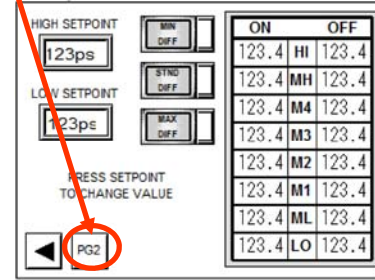 HIGH SETPOINT
123ps
LOW SETPOINT
123ps
MIN DIFF
STND DIFF
MAX DIFF
PRESS SETPOINT
TO CHANGE VALUE
PG2
ON OFF
123.4 HI 123.4
123.4 MH 123.4
123.4 M4 123.4
123.4 M3 123.4
123.4 M2 123.4
123.4 M1 123.4
123.4 ML 123.4
123.4 LO 123.4